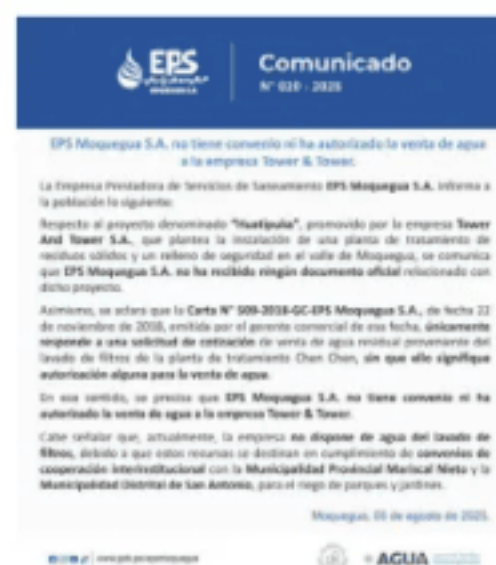 EPS
Comunicado
N° 020 - 2025
EPS Moquegua S.A. no tiene convenio ni ha autorizado la venta de agua
a la empresa Tower & Tower.
La Empresa Prestadora de Servicios de Saneamiento EPS Moquegua S.A. informa a
la población lo siguiente:
Respecto al proyecto denominado "Huatipuka", promovido por la empresa Tower
And Tower S.A., que plantea la instalación de una planta de tratamiento de
residuos sólidos y un relleno de seguridad en el valle de Moquegua, se comunica
que EPS Moquegua S.A. no ha recibido ningún documento oficial relacionado con
dicho proyecto.
Asimismo, se aclara que la Carta N° 509-2018-GC-EPS Moquegua S.A., de fecha 22
de noviembre de 2018, emitida por el gerente comercial de esa fecha, únicamente
responde a una solicitud de cotización de venta de agua residual proveniente del
lavado de filtros de la planta de tratamiento Chen Chen, sin que ello signifique
autorización alguna para la venta de agua.
En ese sentido, se precisa que EPS Moquegua S.A. no tiene convenio ni ha
autorizado la venta de agua a la empresa Tower & Tower.
Cabe señalar que, actualmente, la empresa no dispone de agua del lavado de
filtros, debido a que estos recursos se destinan en cumplimiento de convenios de
cooperación interinstitucional con la Municipalidad Provincial Mariscal Nieto y la
Municipalidad Distrital de San Antonio, para el riego de parques y jardines.
Moquegua, 05 de agosto de 2025.
AGUA